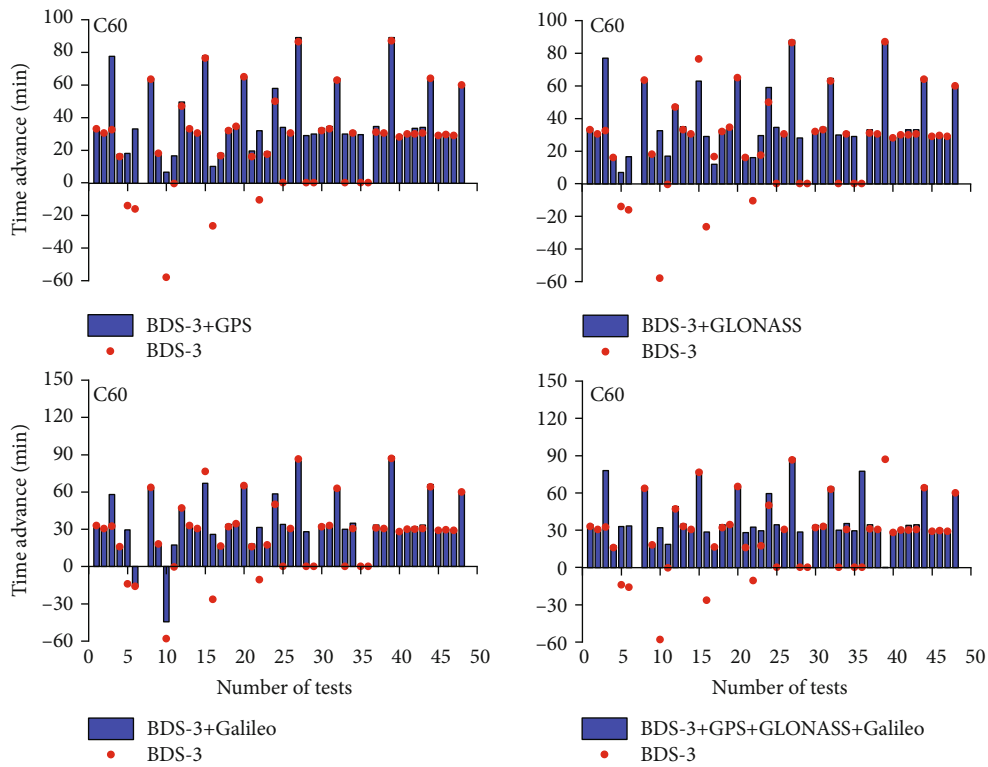 C60
Time advance (min)
100
80
60
40
20
0
−20
−40
−60
BDS-3+GPS
BDS-3
C60
100
80
60
40
20
0
−20
−40
−60
BDS-3+GLONASS
BDS-3
C60
Time advance (min)
150
120
90
60
30
0
−30
−60
0 5 10 15 20 25 30 35 40 45 50
Number of tests
BDS-3+Galileo
BDS-3
C60
150
120
90
60
30
0
−30
−60
0 5 10 15 20 25 30 35 40 45 50
Number of tests
BDS-3+GPS+GLONASS+Galileo
BDS-3